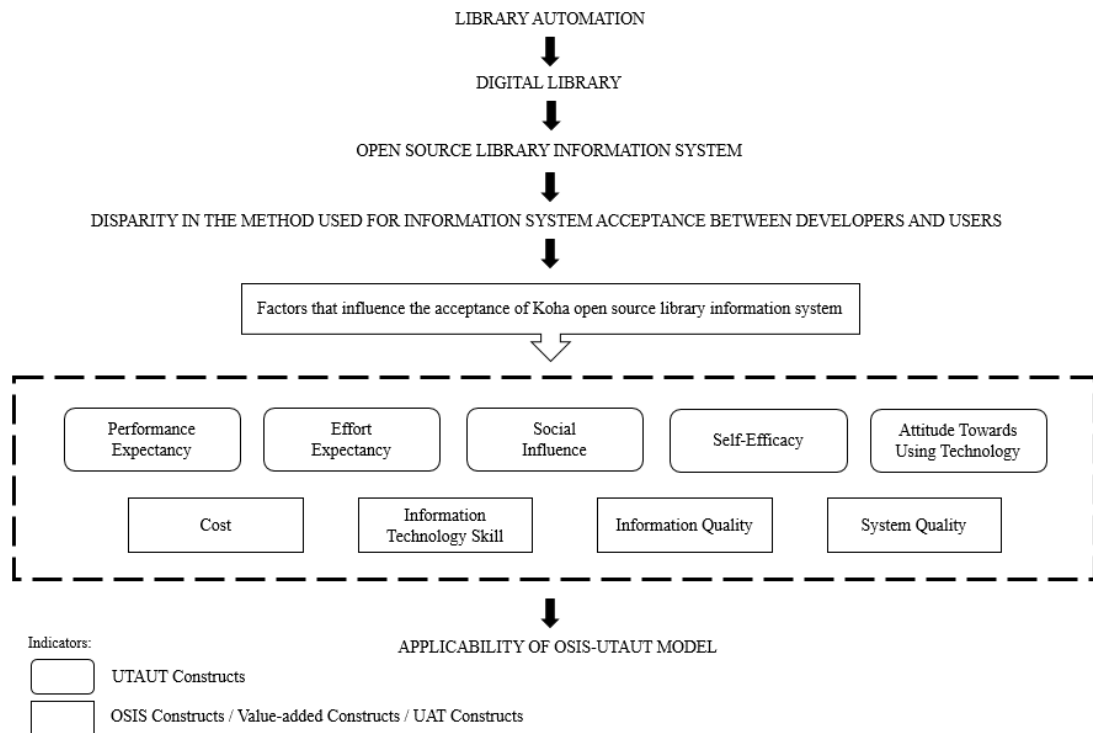 LIBRARY AUTOMATION
DIGITAL LIBRARY
OPEN SOURCE LIBRARY INFORMATION SYSTEM
DISPARITY IN THE METHOD USED FOR INFORMATION SYSTEM ACCEPTANCE BETWEEN DEVELOPERS AND USERS
Factors that influence the acceptance of Koha open source library information system
Performance
Expectancy
Effort
Expectancy
Social
Influence
Self-Efficacy
Attitude Towards
Using Technology
Cost
Information
Technology Skill
Information Quality
System Quality
APPLICABILITY OF OSIS-UTAUT MODEL
Indicators:
UTAUT Constructs
OSIS Constructs / Value-added Constructs / UAT Constructs